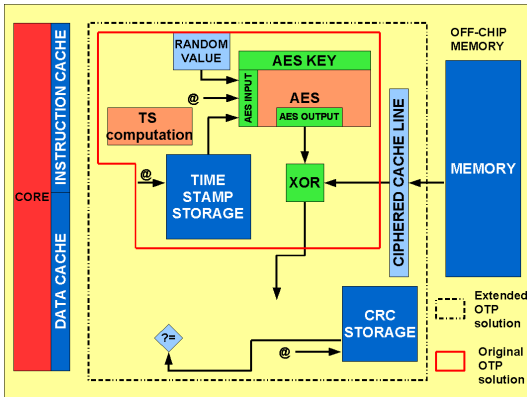 CORE
INSTRUCTION CACHE
DATA CACHE
RANDOM
VALUE
AES KEY
AES INPUT
AES
AES OUTPUT
@
TS
computation
@
TIME
STAMP
STORAGE
XOR
CIPHERED CACHE LINE
OFF-CHIP
MEMORY
MEMORY
CRC
STORAGE
@
?=
Extended
OTP
solution
Original
OTP
solution